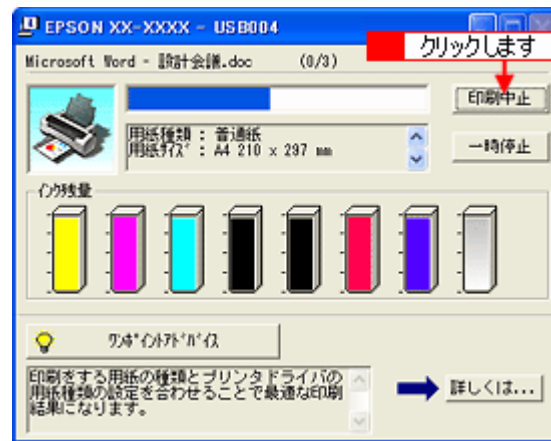 EPSON XX-XXXX - USB004
クリックします
Microsoft Word - 設計会議.doc (0/3)
印刷中止
用紙種類 : 普通紙
用紙ｻｲｽﾞ : A4 210 x 297 mm
一時停止
ｲﾝｸ残量
ﾜﾝﾎﾟｲﾝﾄｱﾄﾞﾊﾞｲｽ
印刷をする用紙の種類とプリンタドライバの
用紙種類の設定を合わせることで最適な印刷
結果になります。
詳しくは...